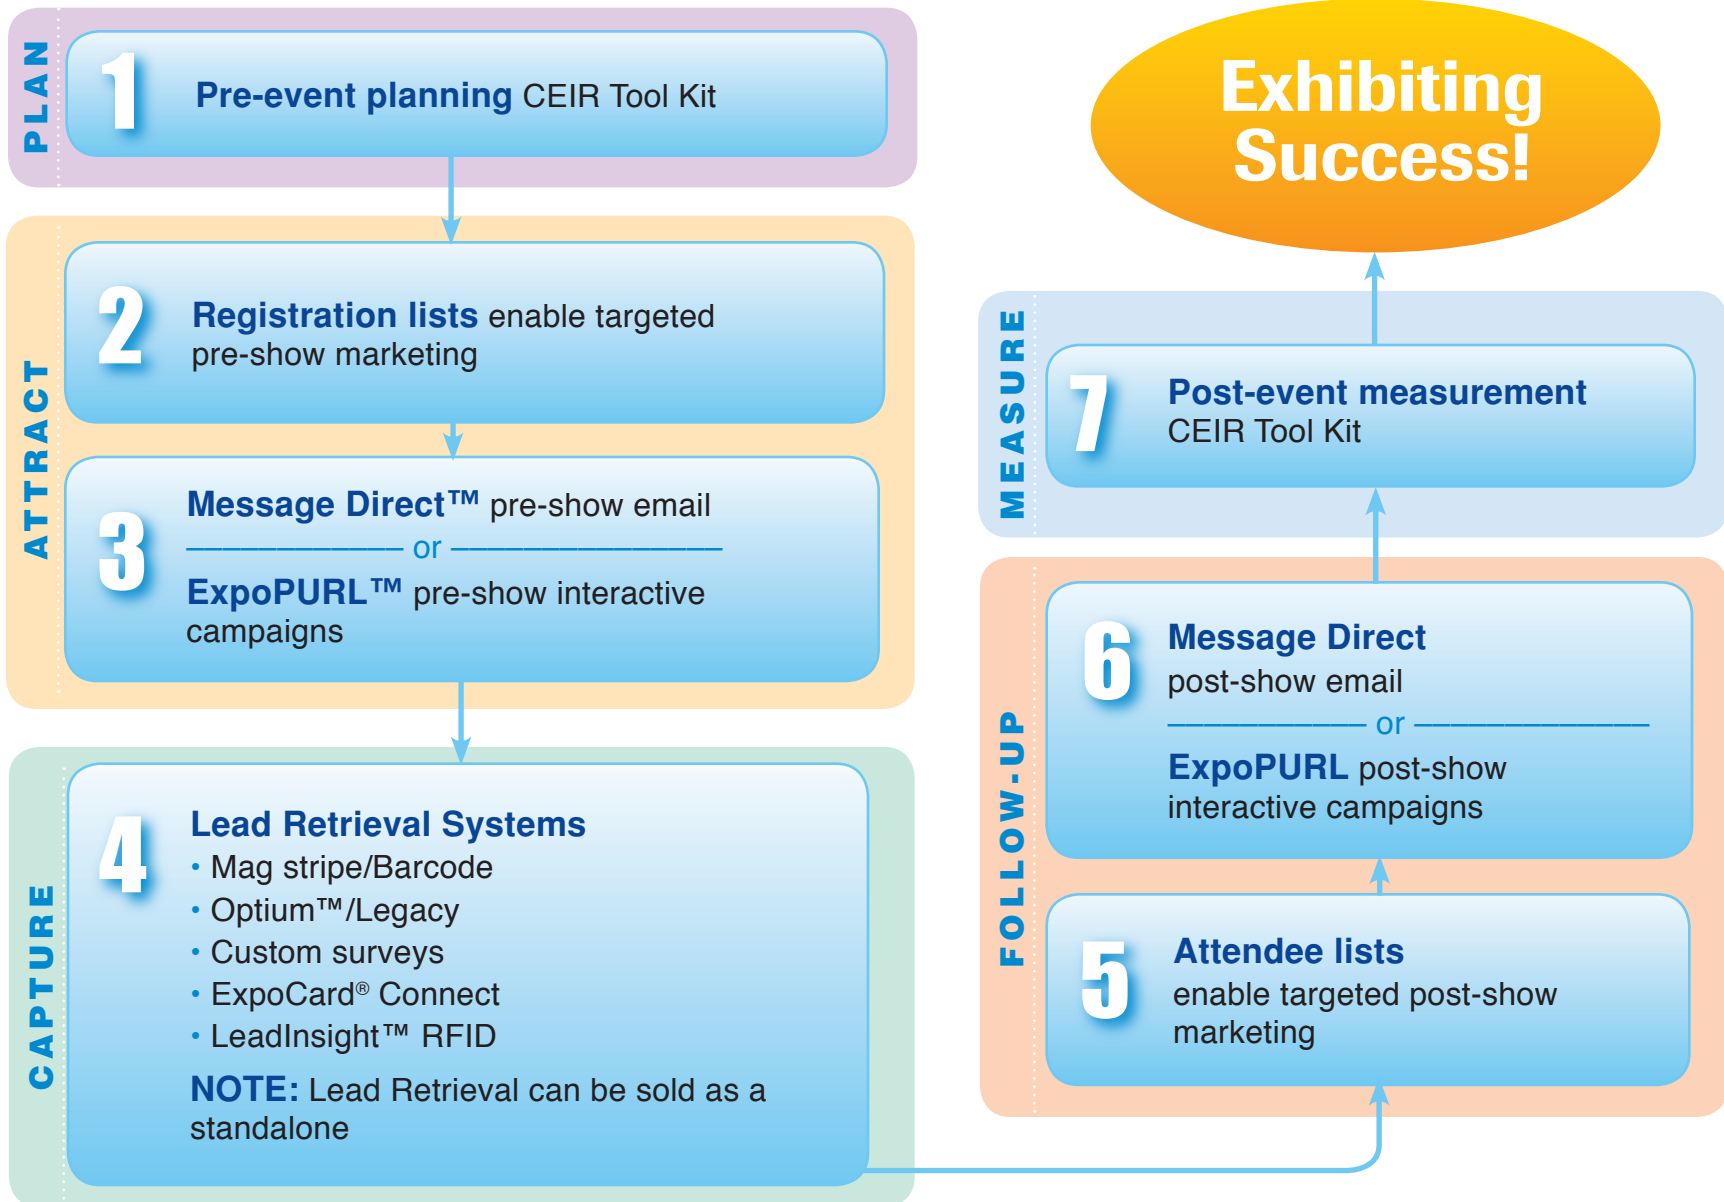 PLAN
1
Pre-event planning CEIR Tool Kit
ATTRACT
2
Registration lists enable targeted
pre-show marketing
3
Message Direct™ pre-show email
or
ExpoPURL™ pre-show interactive
campaigns
CAPTURE
4
Lead Retrieval Systems
• Mag stripe/Barcode
• Optium™/Legacy
• Custom surveys
• ExpoCard® Connect
• LeadInsight™ RFID
NOTE: Lead Retrieval can be sold as a
standalone
FOLLOW-UP
5
Attendee lists
enable targeted post-show
marketing
6
Message Direct
post-show email
or
ExpoPURL post-show
interactive campaigns
MEASURE
7
Post-event measurement
CEIR Tool Kit
Exhibiting
Success!